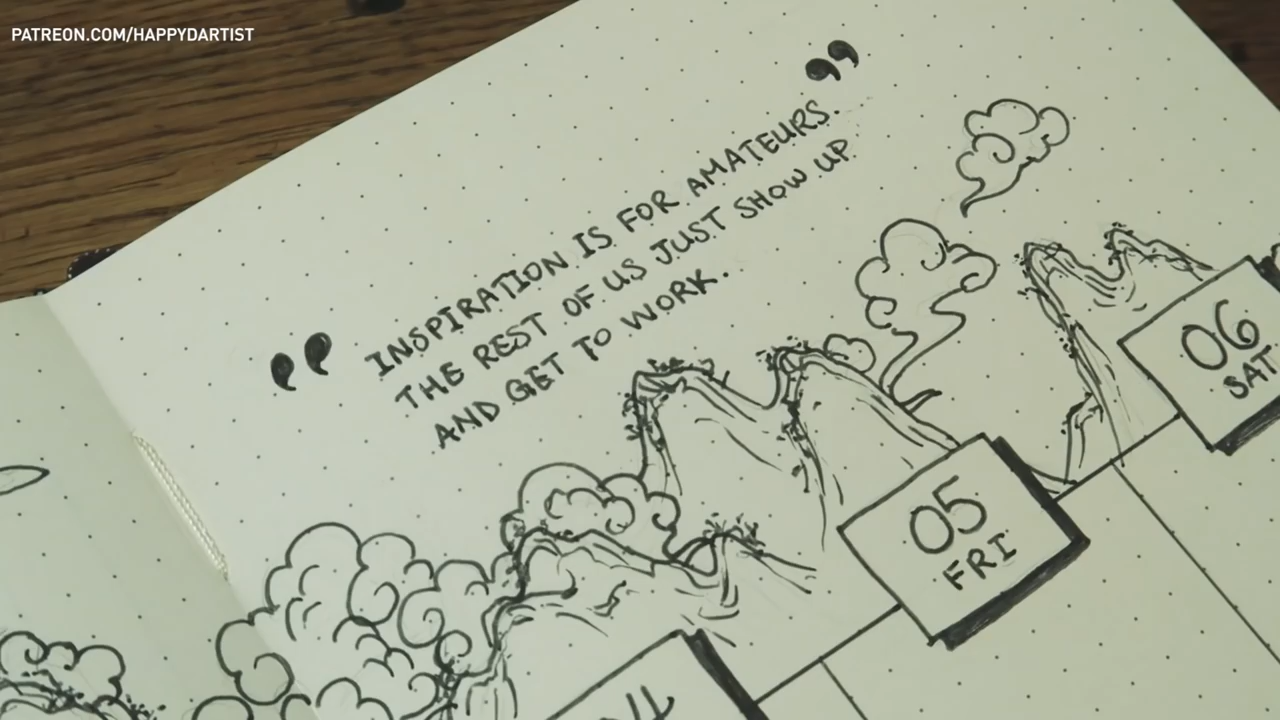 PATREON.COM/HAPPYDARTIST
" INSPIRATION IS FOR AMATEURS. "
THE REST OF US JUST SHOW UP
AND GET TO WORK.
06
SAT
05
FRI